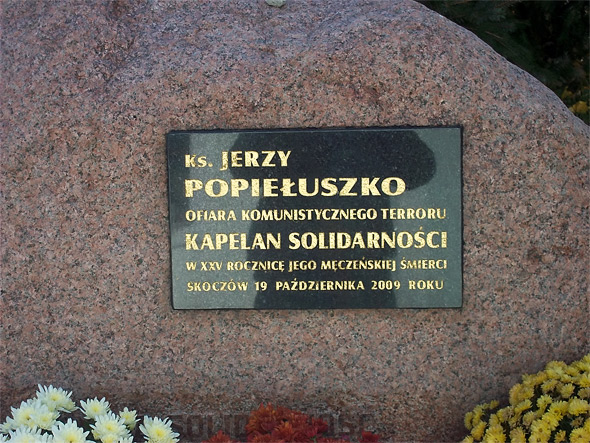 ks. JERZY
POPIEŁUSZKO
OFIARA KOMUNISTYCZNEGO TERRORU
KAPELAN SOLIDARNOŚCI
W XXV ROCZNICĘ JEGO MĘCZEŃSKIEJ ŚMIERCI
SKOCZÓW 19 PAŹDZIERNIKA 2009 ROKU